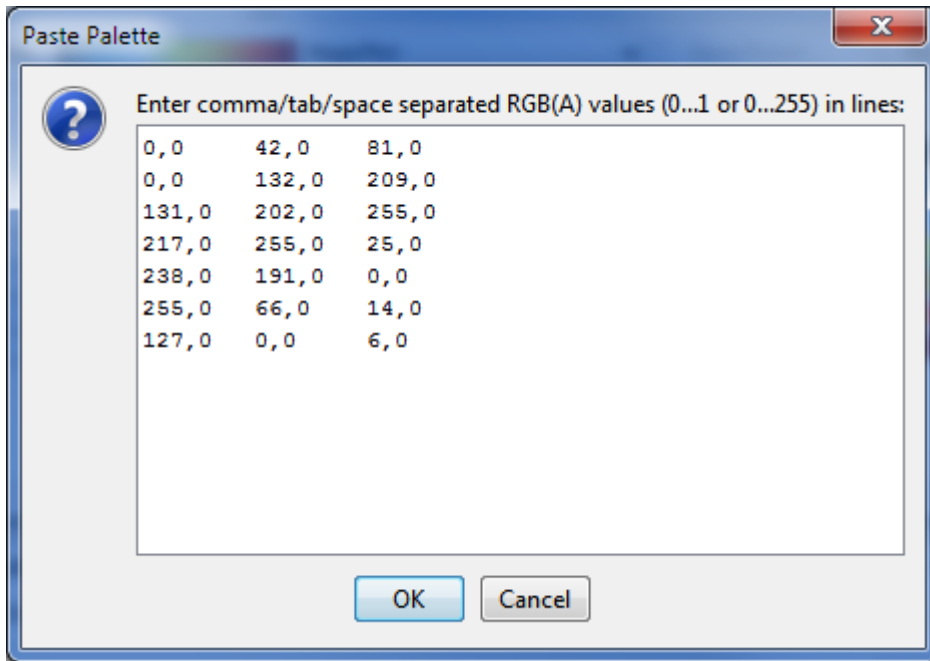 Paste Palette
Enter comma/tab/space separated RGB(A) values (0...1 or 0...255) in lines:
0,0 42,0 81,0
0,0 132,0 209,0
131,0 202,0 255,0
217,0 255,0 25,0
238,0 191,0 0,0
255,0 66,0 14,0
127,0 0,0 6,0
OK Cancel